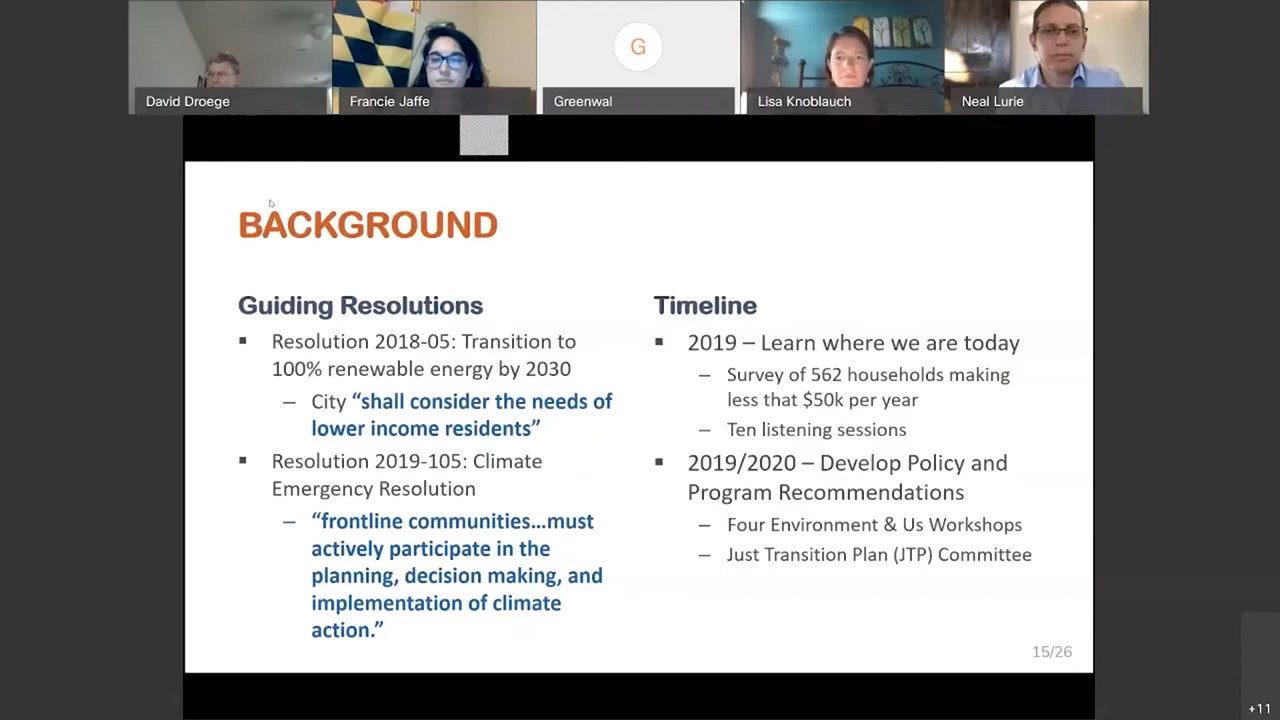 David Droege
Francie Jaffe
G
Greenwal
Lisa Knoblauch
Neal Lurie
BACKGROUND
Guiding Resolutions
▪ Resolution 2018-05: Transition to
100% renewable energy by 2030
– City “shall consider the needs of
lower income residents”
▪ Resolution 2019-105: Climate
Emergency Resolution
– “frontline communities…must
actively participate in the
planning, decision making, and
implementation of climate
action.”
Timeline
▪ 2019 – Learn where we are today
– Survey of 562 households making
less that $50k per year
– Ten listening sessions
▪ 2019/2020 – Develop Policy and
Program Recommendations
– Four Environment & Us Workshops
– Just Transition Plan (JTP) Committee
15/26
+11